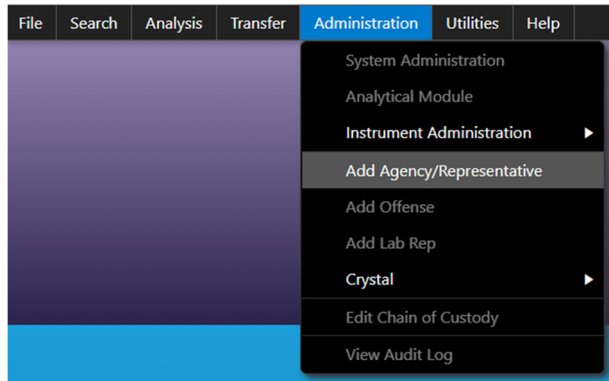 File Search Analysis Transfer Administration Utilities Help
System Administration
Analytical Module
Instrument Administration
Add Agency/Representative
Add Offense
Add Lab Rep
Crystal
Edit Chain of Custody
View Audit Log